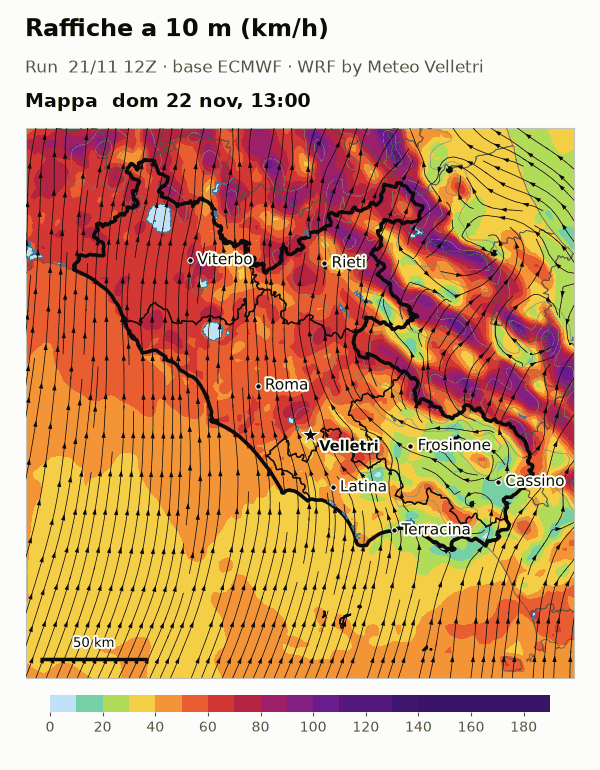 Raffiche a 10 m (km/h)
Run  21/11 12Z · base ECMWF · WRF by Meteo Velletri
Mappa  dom 22 nov, 13:00
Viterbo
Rieti
Roma
Velletri
Frosinone
Cassino
Latina
Terracina
50 km
0 20 40 60 80 100 120 140 160 180